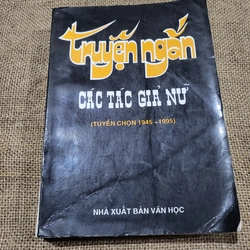 truyện ngắn
CÁC TÁC GIẢ NỮ
(TUYỂN CHỌN 1945 - 1995)
NHÀ XUẤT BẢN VĂN HỌC